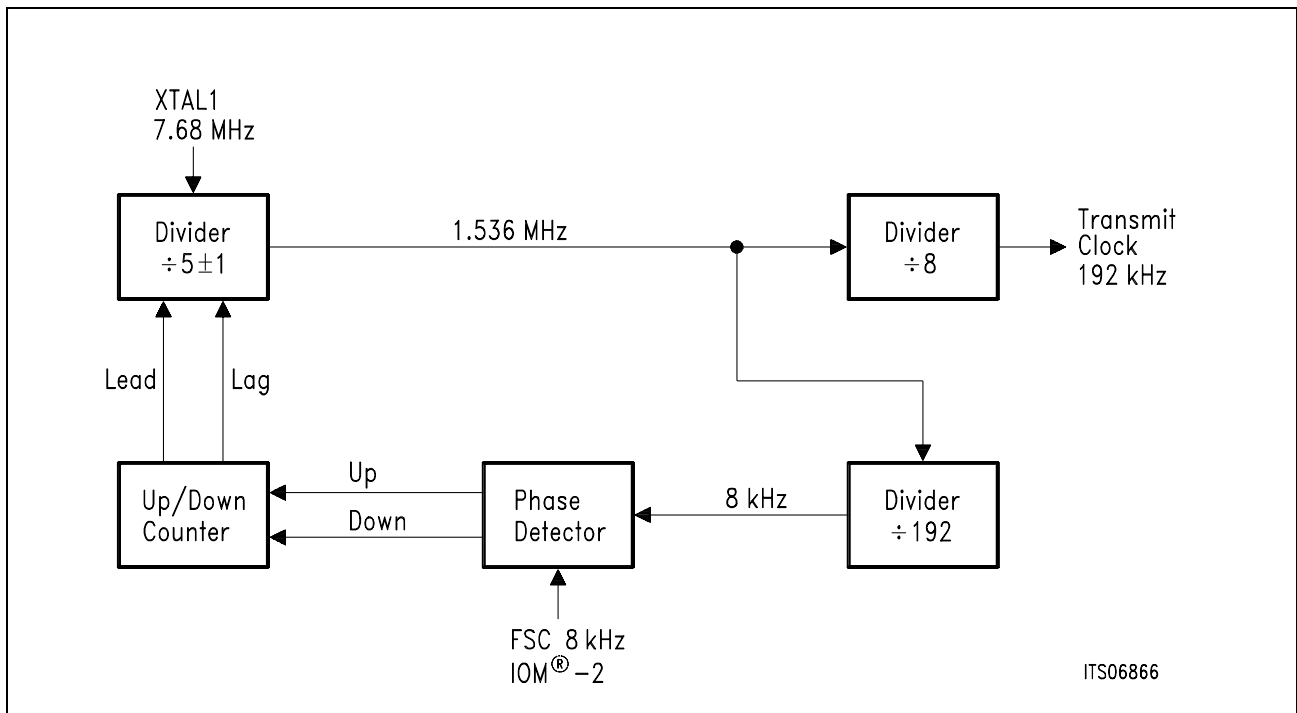 XTAL1
7.68 MHz
Divider
÷5±1
1.536 MHz
Divider
÷8
Transmit
Clock
192 kHz
Lead
Lag
Up/Down
Counter
Up
Down
Phase
Detector
8 kHz
Divider
÷192
FSC 8 kHz
IOM®-2
ITS06866